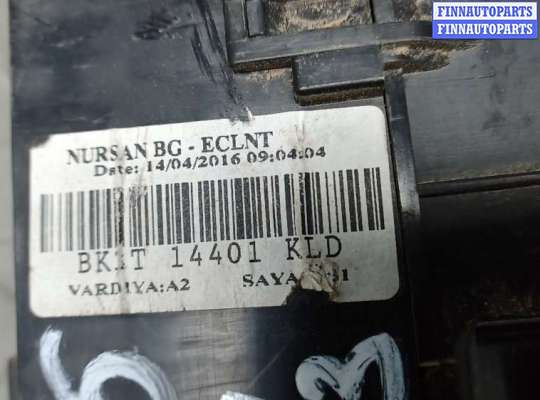 FINNAUTOPARTS
FINNAUTOPARTS
NURSAN BG - ECLNT
Date: 14/04/2016 09:04:04
14401 KLD
VARDIYA:A2